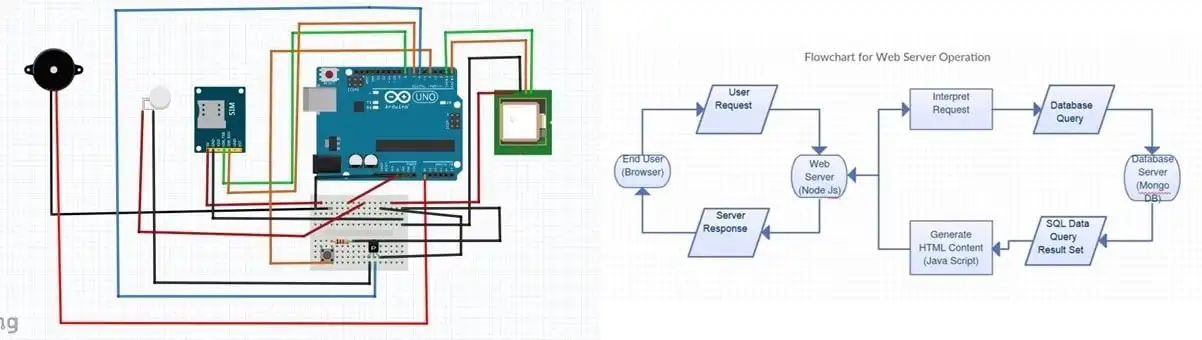 SIM
ARDUINO
UNO
ng
Flowchart for Web Server Operation
User
Request
Interpret
Request
Database
Query
End User
(Browser)
Web
Server
(Node Js)
Database
Server
(Mongo
DB)
Server
Response
Generate
HTML Content
(Java Script)
SQL Data
Query
Result Set